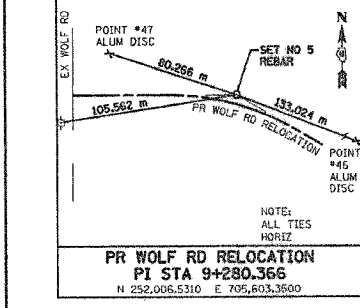 EX WOLF RD
POINT #47
ALUM DISC
N
SET NO 5
REBAR
80.266 m
133.024 m
105.562 m
PR WOLF RD RELOCATION
POINT
#46
ALUM
DISC
NOTE:
ALL TIES
HORIZ
PR WOLF RD RELOCATION
PI STA 9+280.366
N 252,006.5310 E 705,603.3500